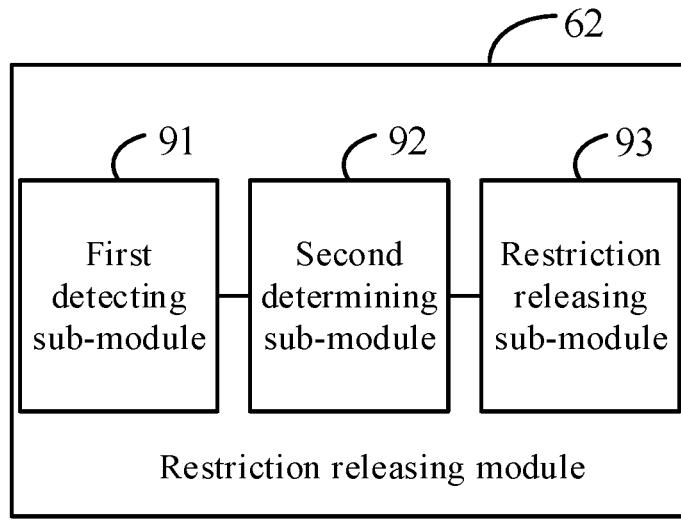 62
91
92
93
First
detecting
sub-module
Second
determining
sub-module
Restriction
releasing
sub-module
Restriction releasing module